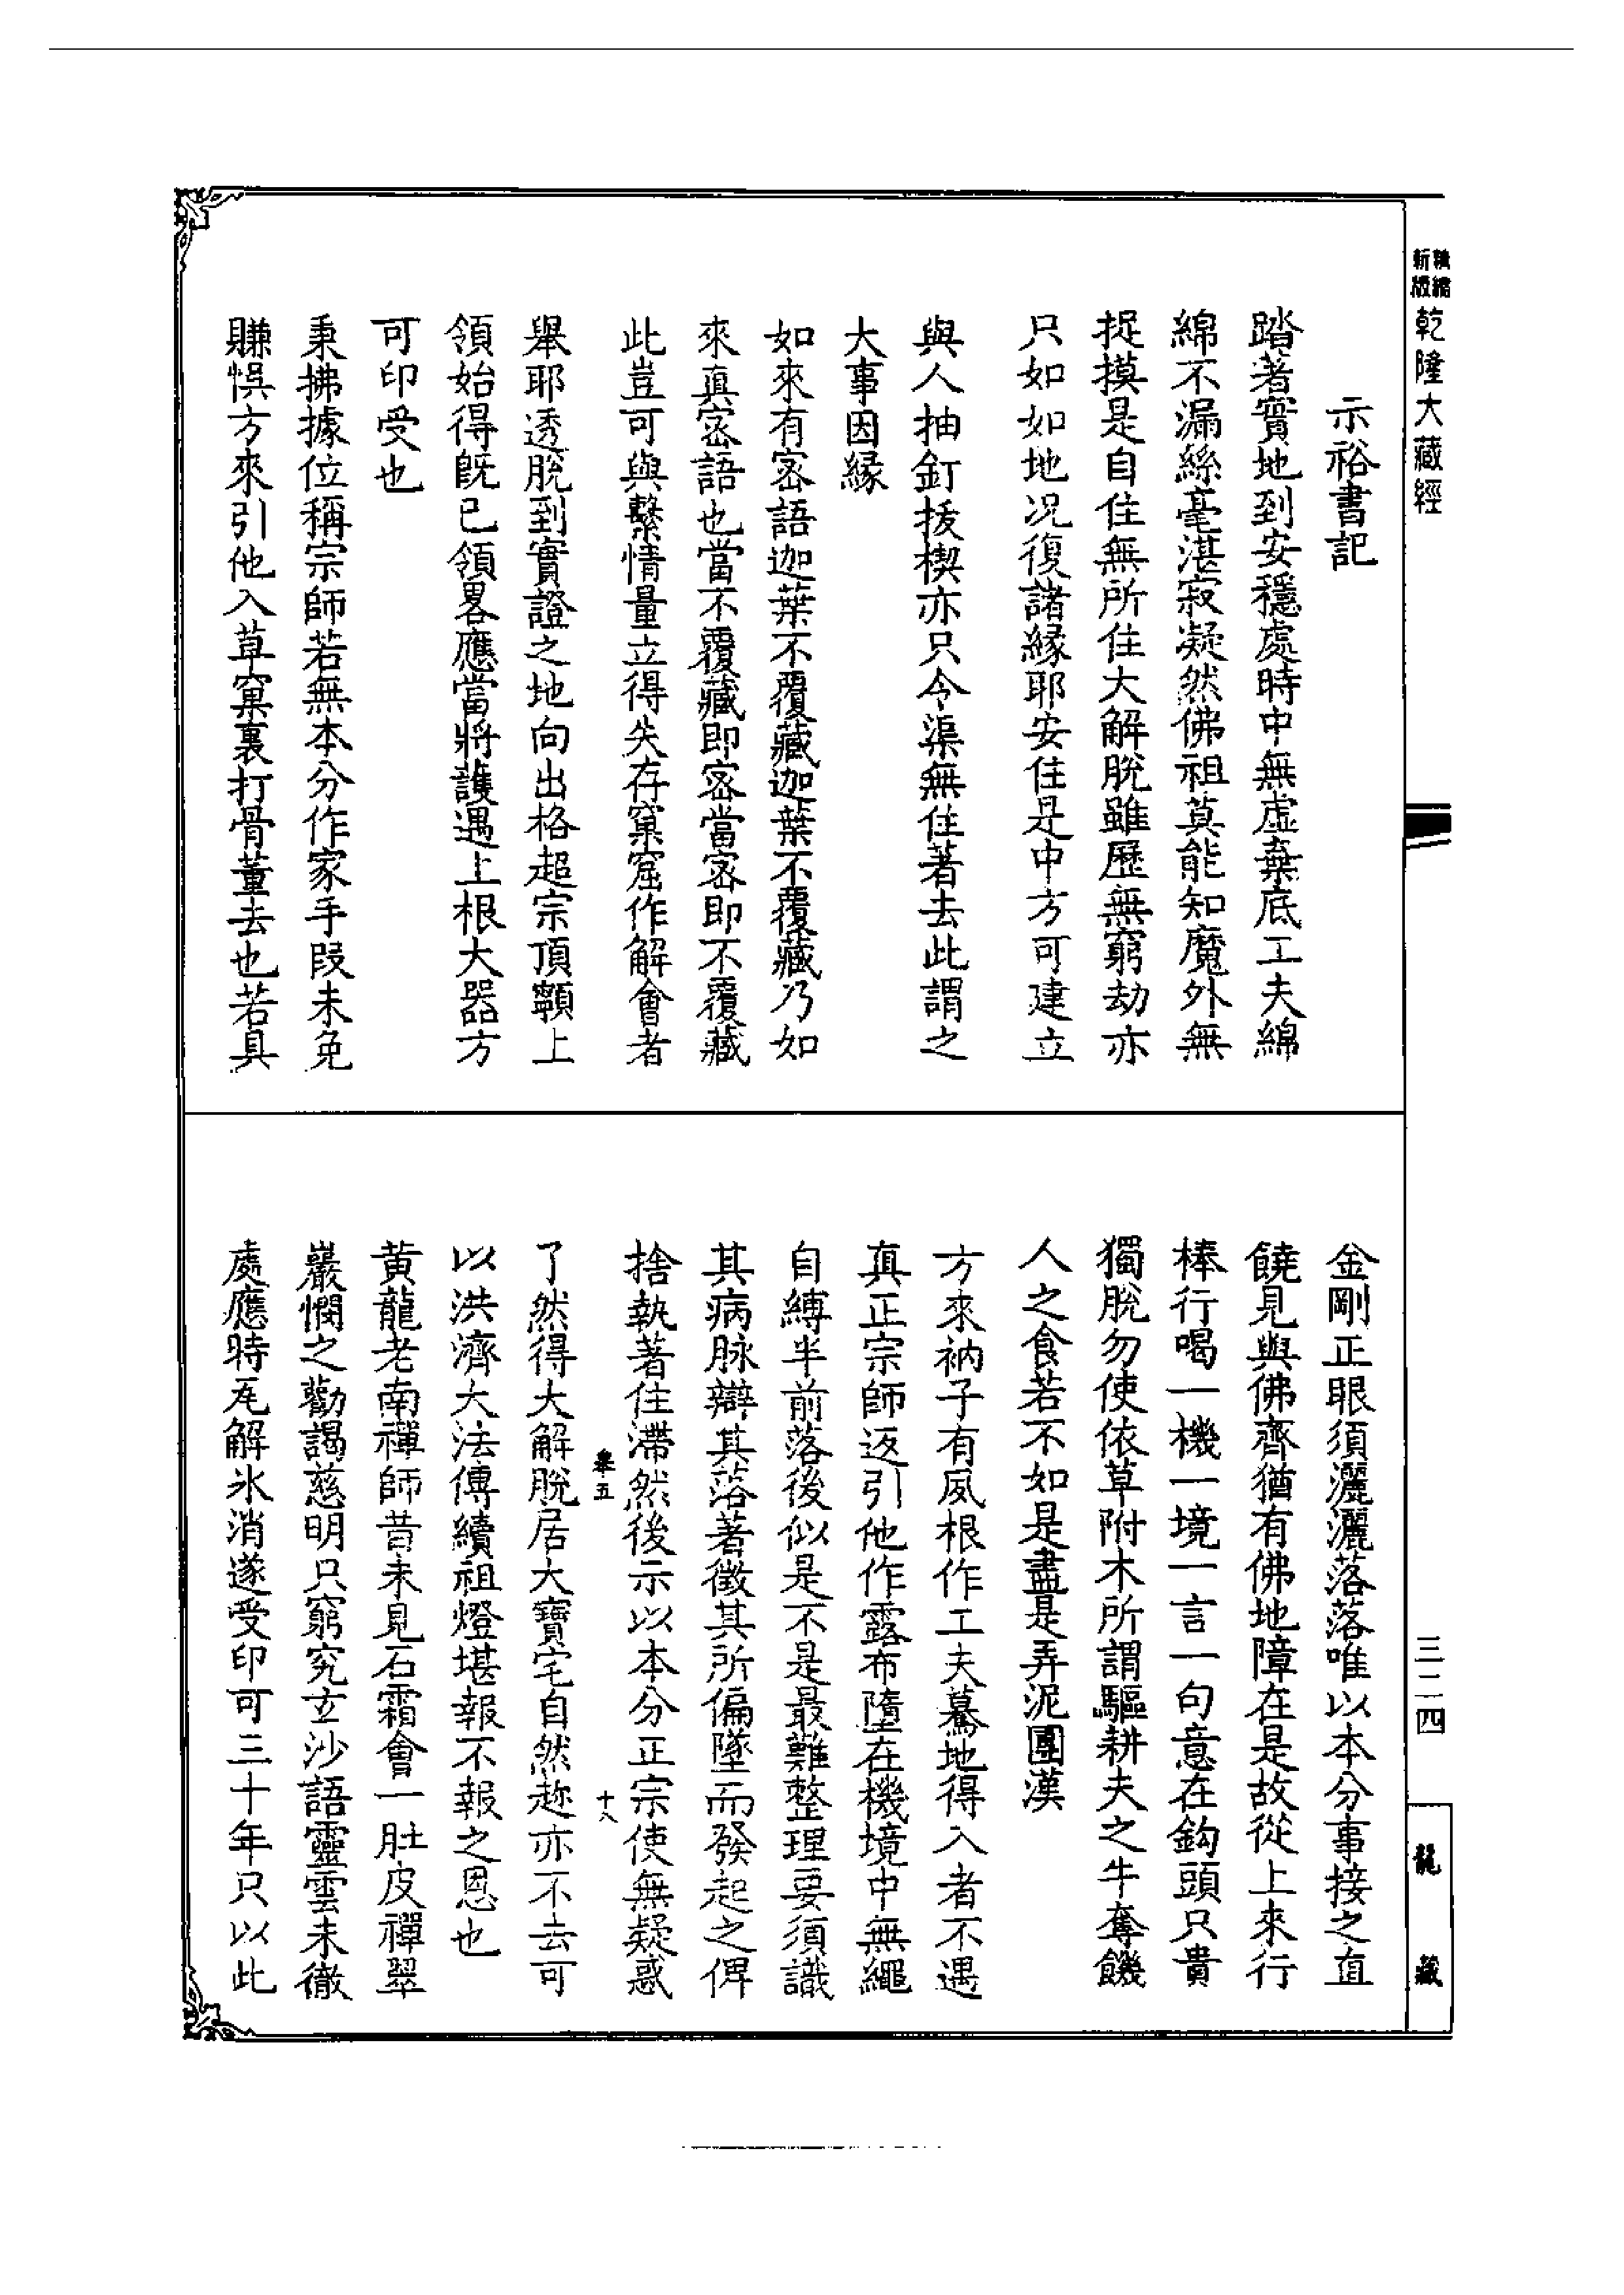 精縮
新版
乾隆大藏經
三二四
龍藏
示裕書記
踏著實地到安穩處時中無虛棄底工夫綿
綿不漏絲毫湛寂凝然佛祖莫能知魔外無
捉摸是自住無所住大解脫雖歷無窮劫亦
只如如地况復諸緣耶安住是中方可建立
與人抽釘拔楔亦只令渠無住著去此謂之
大事因緣
如來有密語迦葉不覆藏迦葉不覆藏乃如
來真密語也當不覆藏即密當密即不覆藏
此豈可與繫情量立得失存窠窟作解會者
舉耶透脫到實證之地向出格超宗頂𩕳上
領始得旣已領畧應當將護遇上根大器方
可印受也
秉拂據位稱宗師若無本分作家手段未免
賺悞方來引他入草窠裏打骨董去也若具
金剛正眼須灑灑落落唯以本分事接之直
饒見與佛齊猶有佛地障在是故從上來行
棒行喝一機一境一言一句意在鈎頭只貴
獨脫勿使依草附木所謂驅耕夫之牛奪饑
人之食若不如是盡是弄泥團漢
方來衲子有夙根作工夫驀地得入者不遇
真正宗師返引他作露布墮在機境中無繩
自縛半前落後似是不是最難整理要須識
其病脉辯其落著徵其所偏墜而發起之俾
捨執著住滯然後示以本分正宗使無疑惑
羣五
十八
了然得大解脫居大寶宅自然趂亦不去可
以洪濟大法傳續祖燈堪報不報之恩也
黃龍老南禪師昔未見石霜會一肚皮禪翠
巖憫之勸謁慈明只窮究玄沙語靈雲未徹
處應時瓦解氷消遂受印可三十年只以此